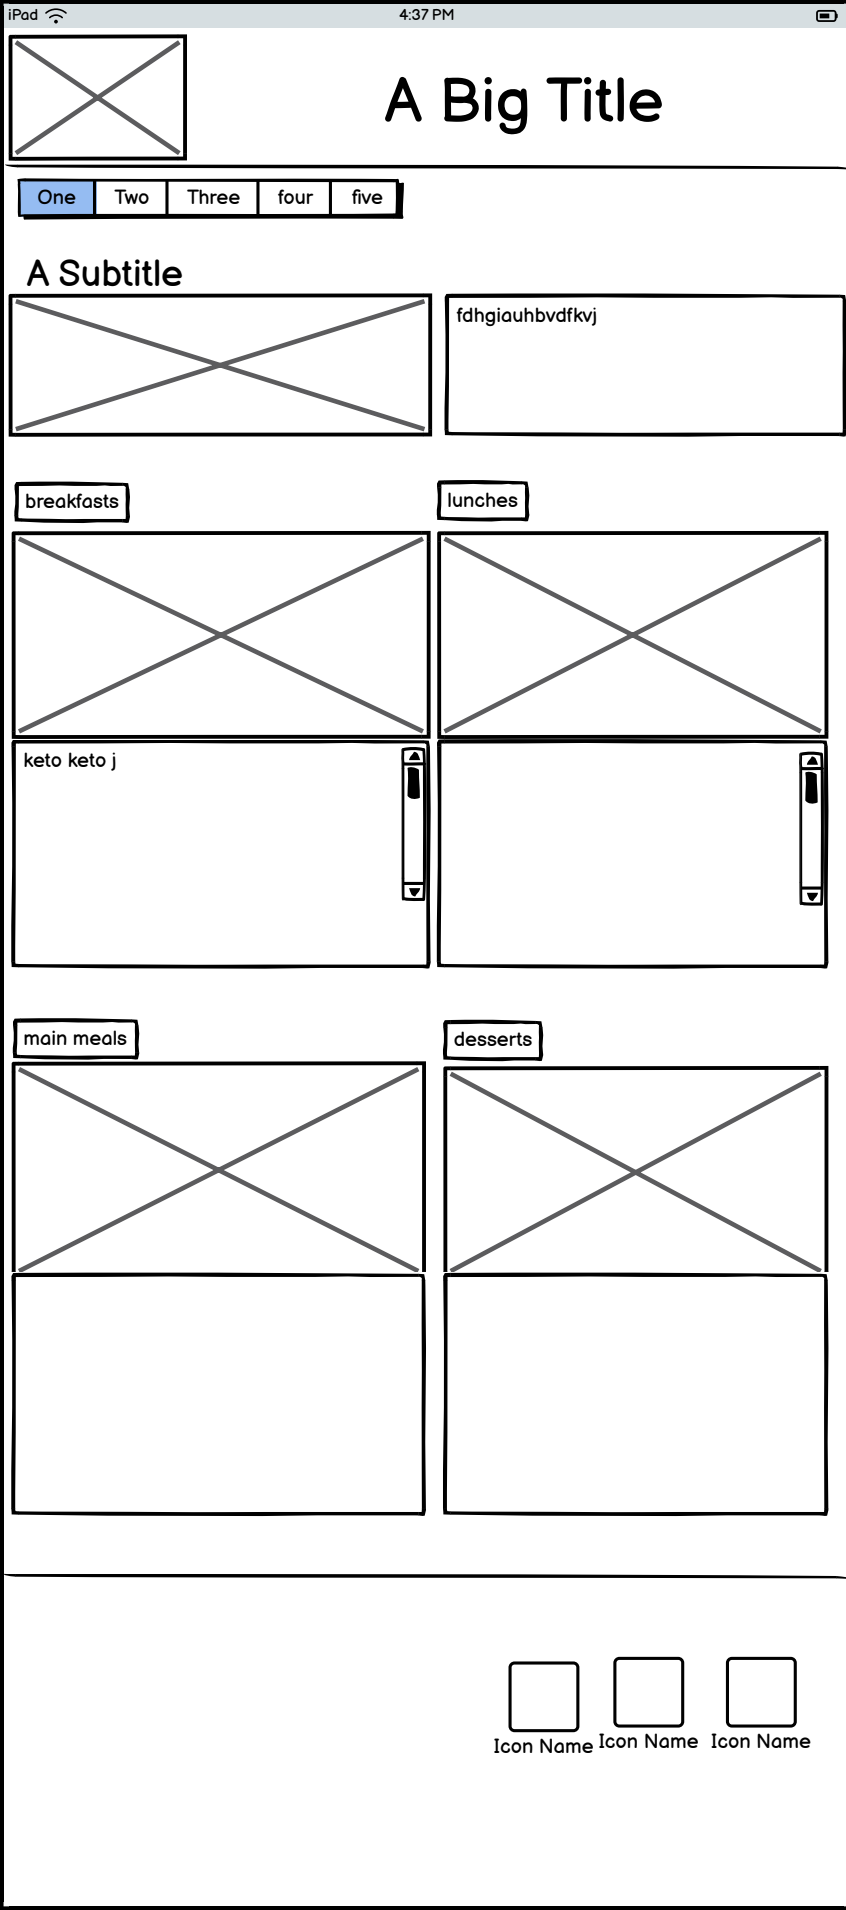 iPad 4:37 PM
A Big Title
One Two Three four five
A Subtitle
fdhgiauhbvdfkvj
breakfasts lunches
keto keto j
main meals desserts
Icon Name Icon Name Icon Name